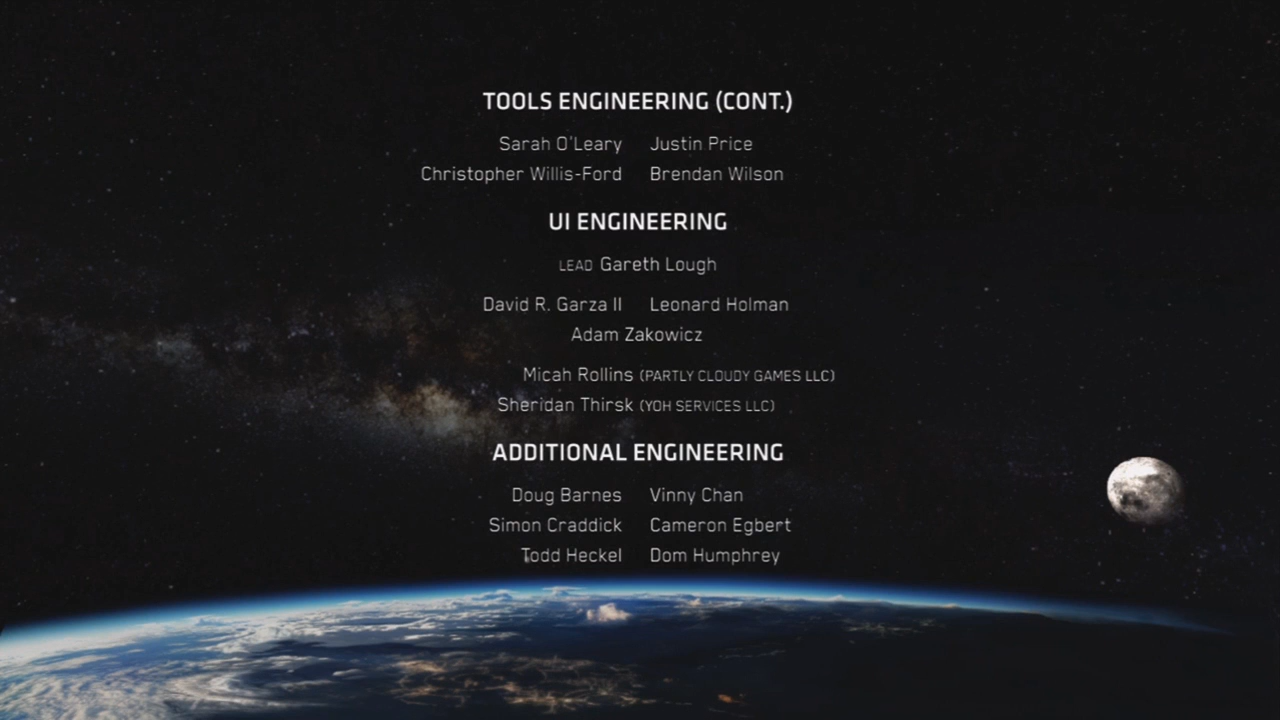 TOOLS ENGINEERING (CONT.)
Sarah O'Leary Justin Price
Christopher Willis-Ford Brendan Wilson
UI ENGINEERING
LEAD Gareth Lough
David R. Garza II Leonard Holman
Adam Zakowicz
Micah Rollins (PARTLY CLOUDY GAMES LLC)
Sheridan Thirsk (YOH SERVICES LLC)
ADDITIONAL ENGINEERING
Doug Barnes Vinny Chan
Simon Craddick Cameron Egbert
Todd Heckel Dom Humphrey